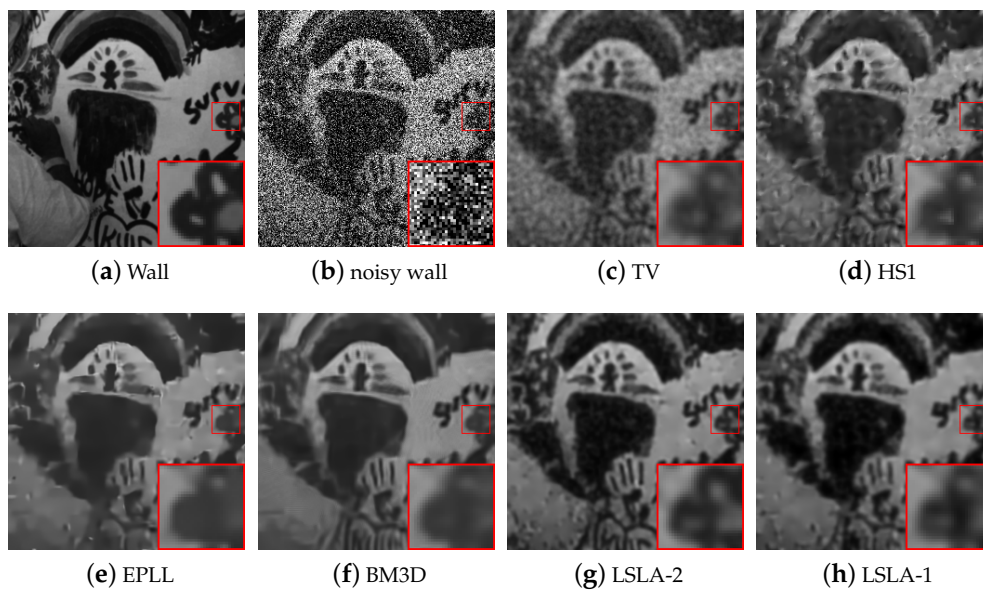 (a) Wall
(b) noisy wall
(c) TV
(d) HS1
(e) EPLL
(f) BM3D
(g) LSLA-2
(h) LSLA-1